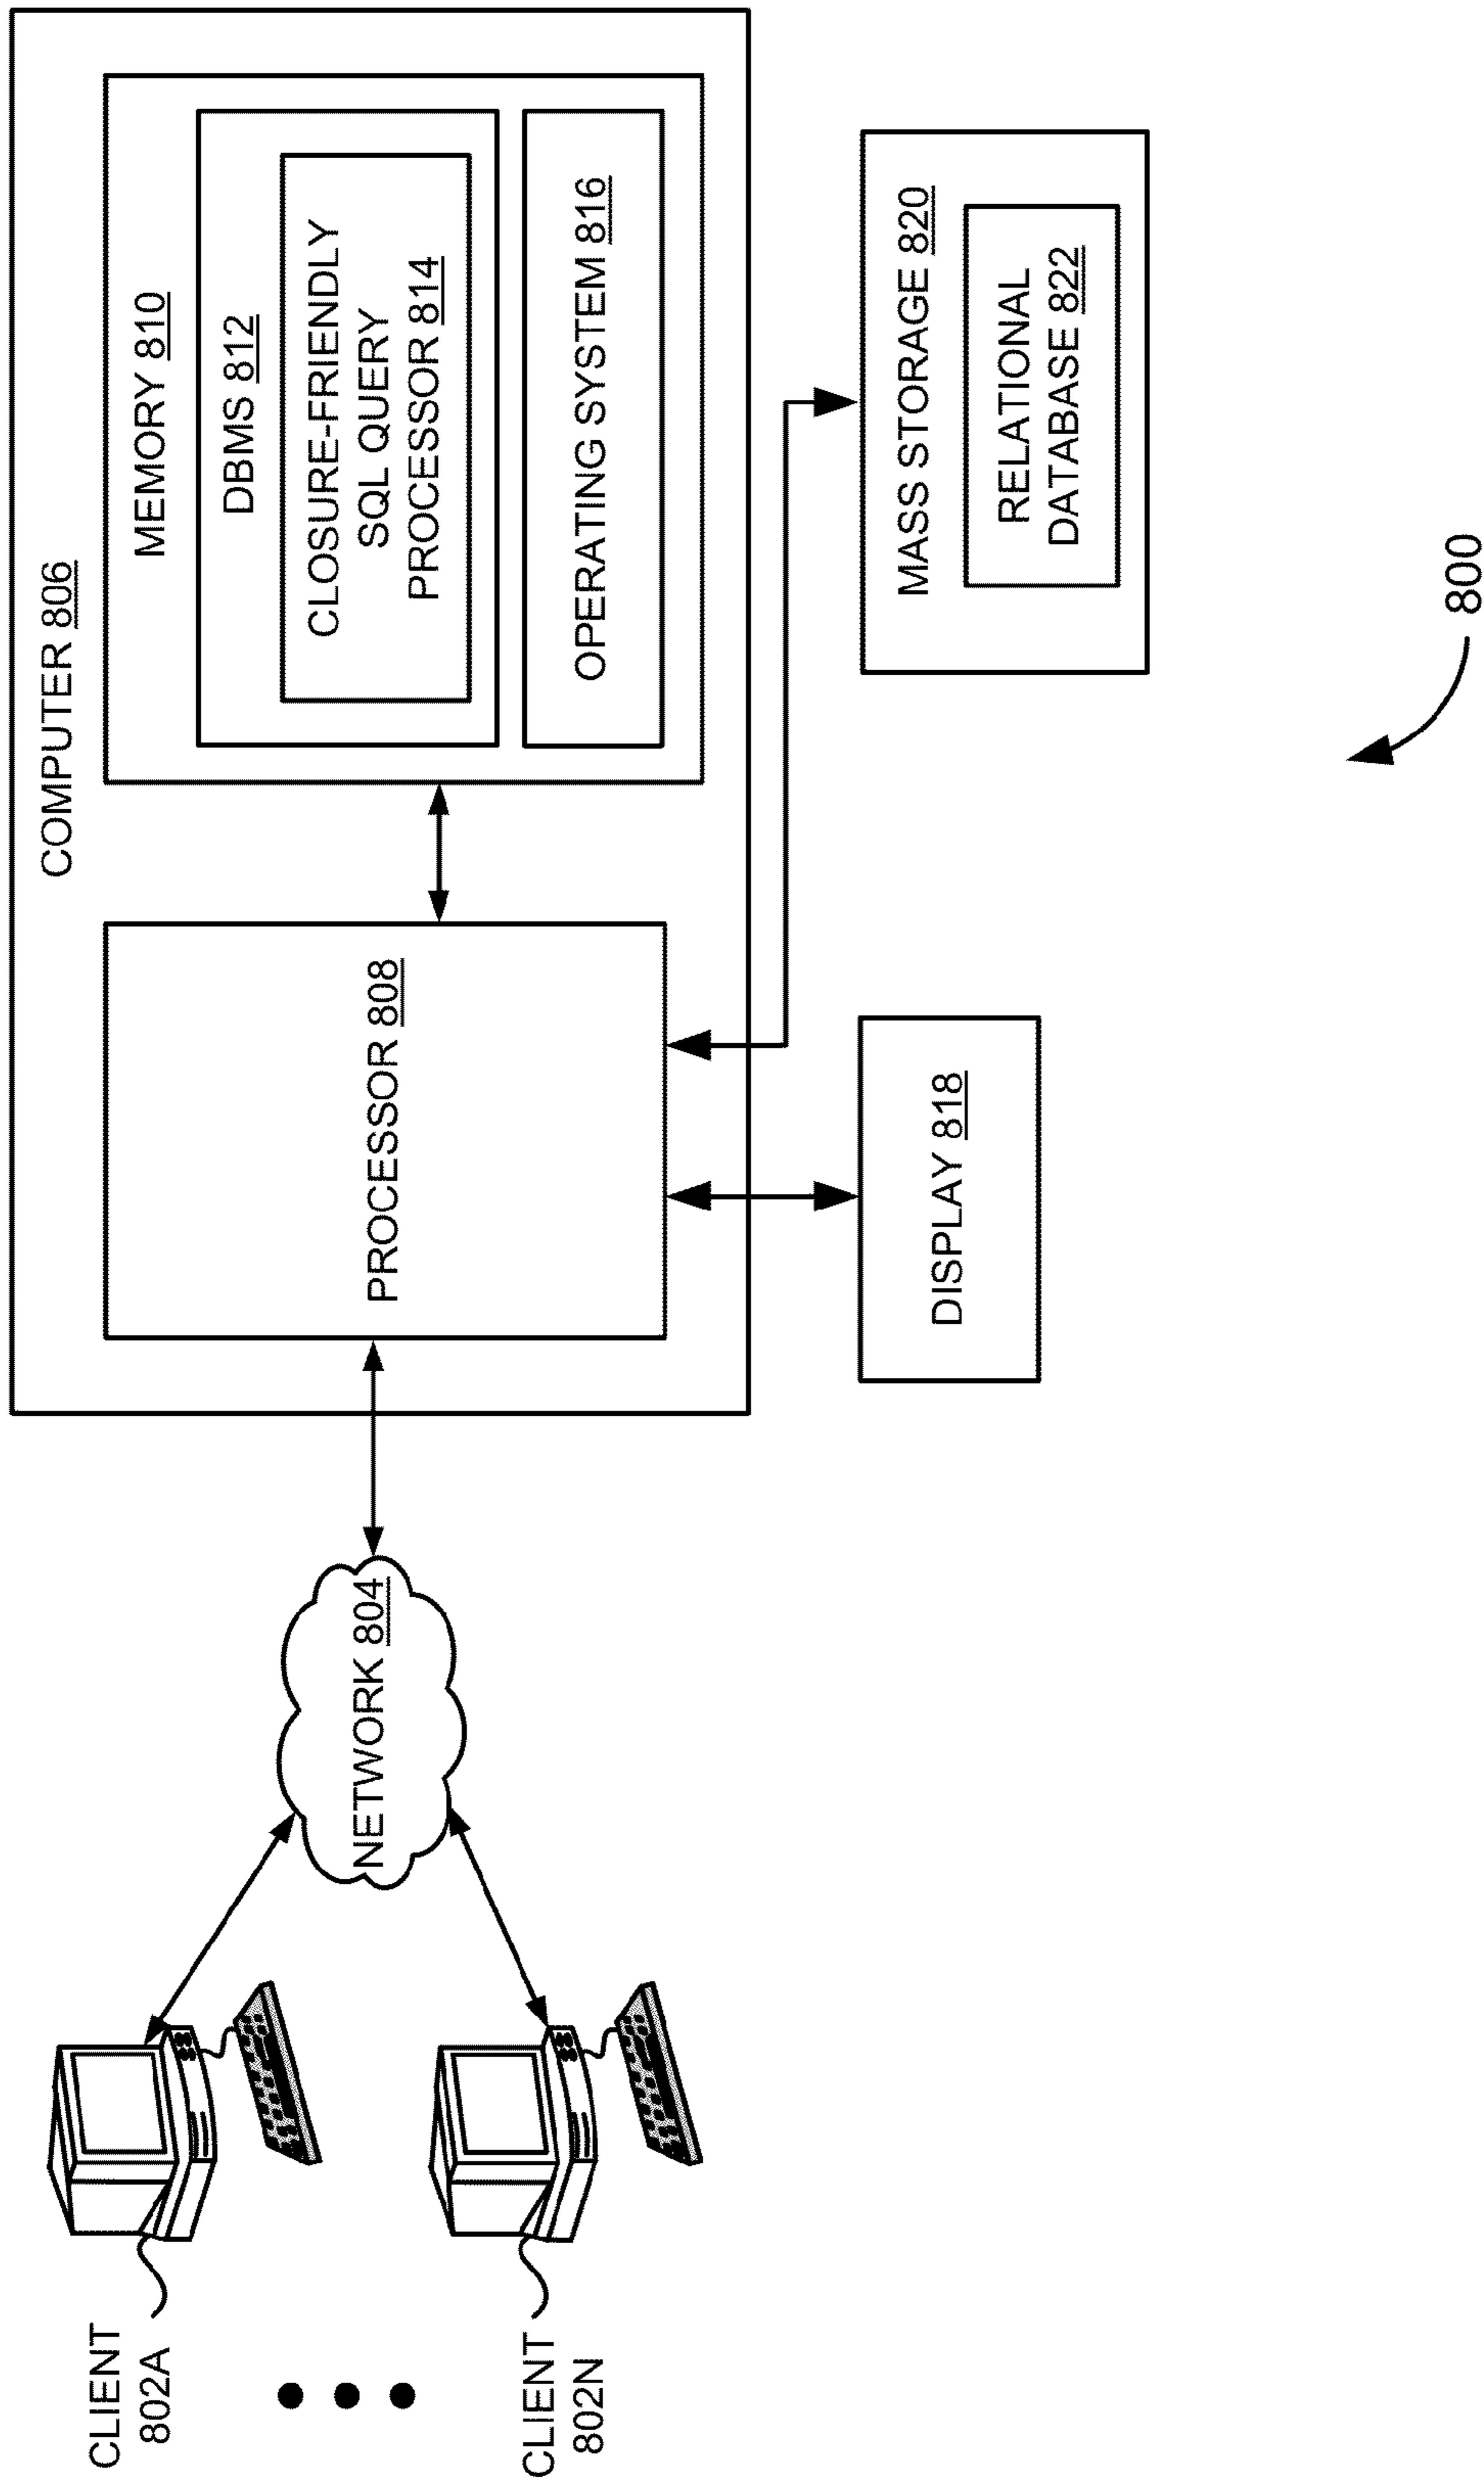 COMPUTER 806
MEMORY 810
DBMS 812
CLOSURE-FRIENDLY
SQL QUERY
PROCESSOR 814
OPERATING SYSTEM 816
PROCESSOR 808
NETWORK 804
CLIENT
802A
CLIENT
802N
DISPLAY 818
MASS STORAGE 820
RELATIONAL
DATABASE 822
800